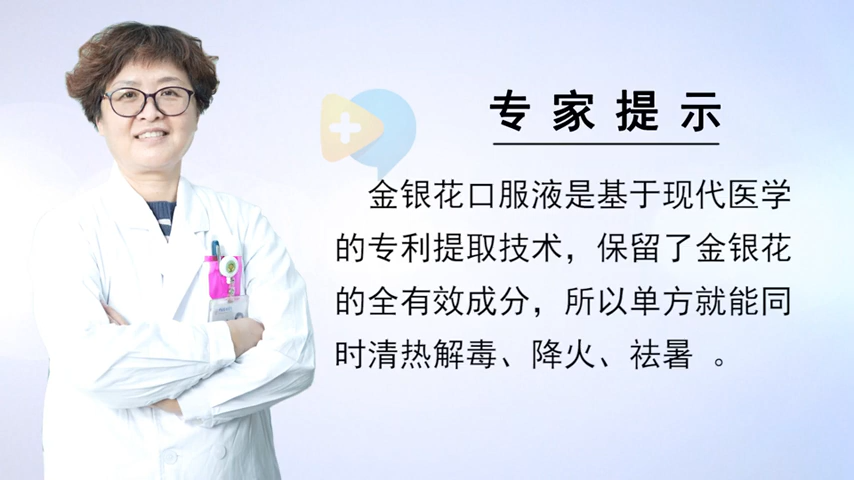 专家提示
金银花口服液是基于现代医学
的专利提取技术，保留了金银花
的全有效成分，所以单方就能同
时清热解毒、降火、祛暑 。